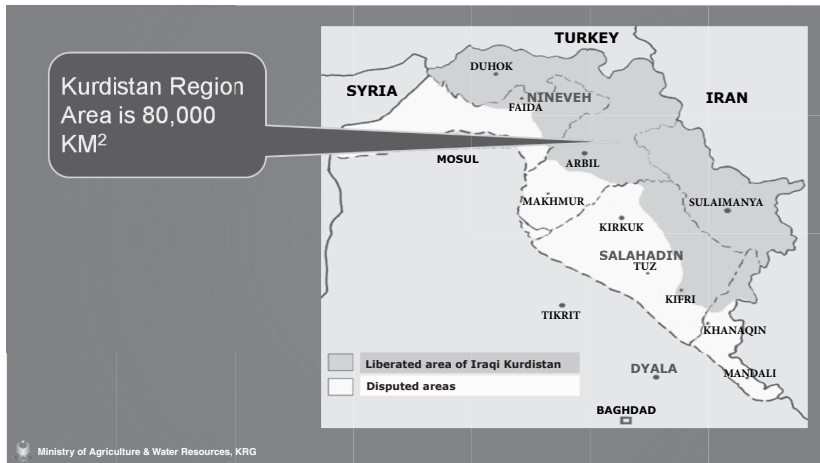 Kurdistan Region
Area is 80,000
KM²
TURKEY
DUHOK
SYRIA
NINEVEH
IRAN
FAIDA
MOSUL
ARBIL
MAKHMUR
SULAIMANYA
KIRKUK
SALAHADIN
TUZ
KIFRI
TIKRIT
KHANAQIN
Liberated area of Iraqi Kurdistan
DYALA
MANDALI
Disputed areas
BAGHDAD
Ministry of Agriculture & Water Resources, KRG